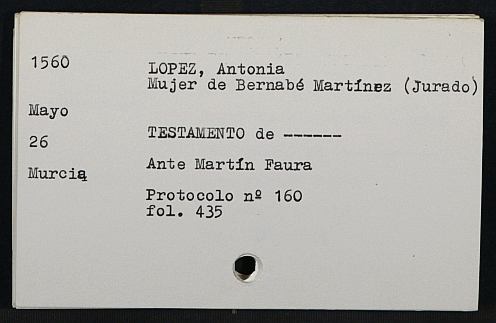 1560
LOPEZ, Antonia
Mujer de Bernabé Martínez (Jurado)
Mayo
26
TESTAMENTO de ------
Murcia
Ante Martín Faura
Protocolo nº 160
fol. 435